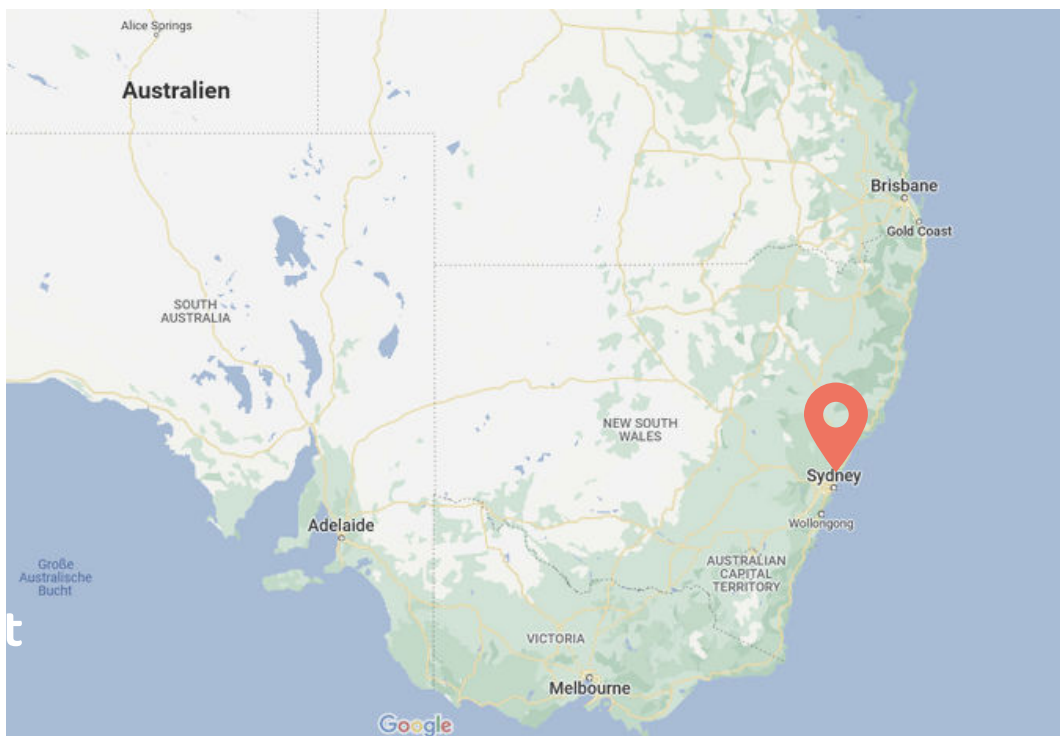 Alice Springs
Australien
Brisbane
Gold Coast
SOUTH
AUSTRALIA
NEW SOUTH
WALES
Sydney
Wollongong
Adelaide
AUSTRALIAN
CAPITAL
TERRITORY
Große
Australische
Bucht
t
VICTORIA
Melbourne
Google